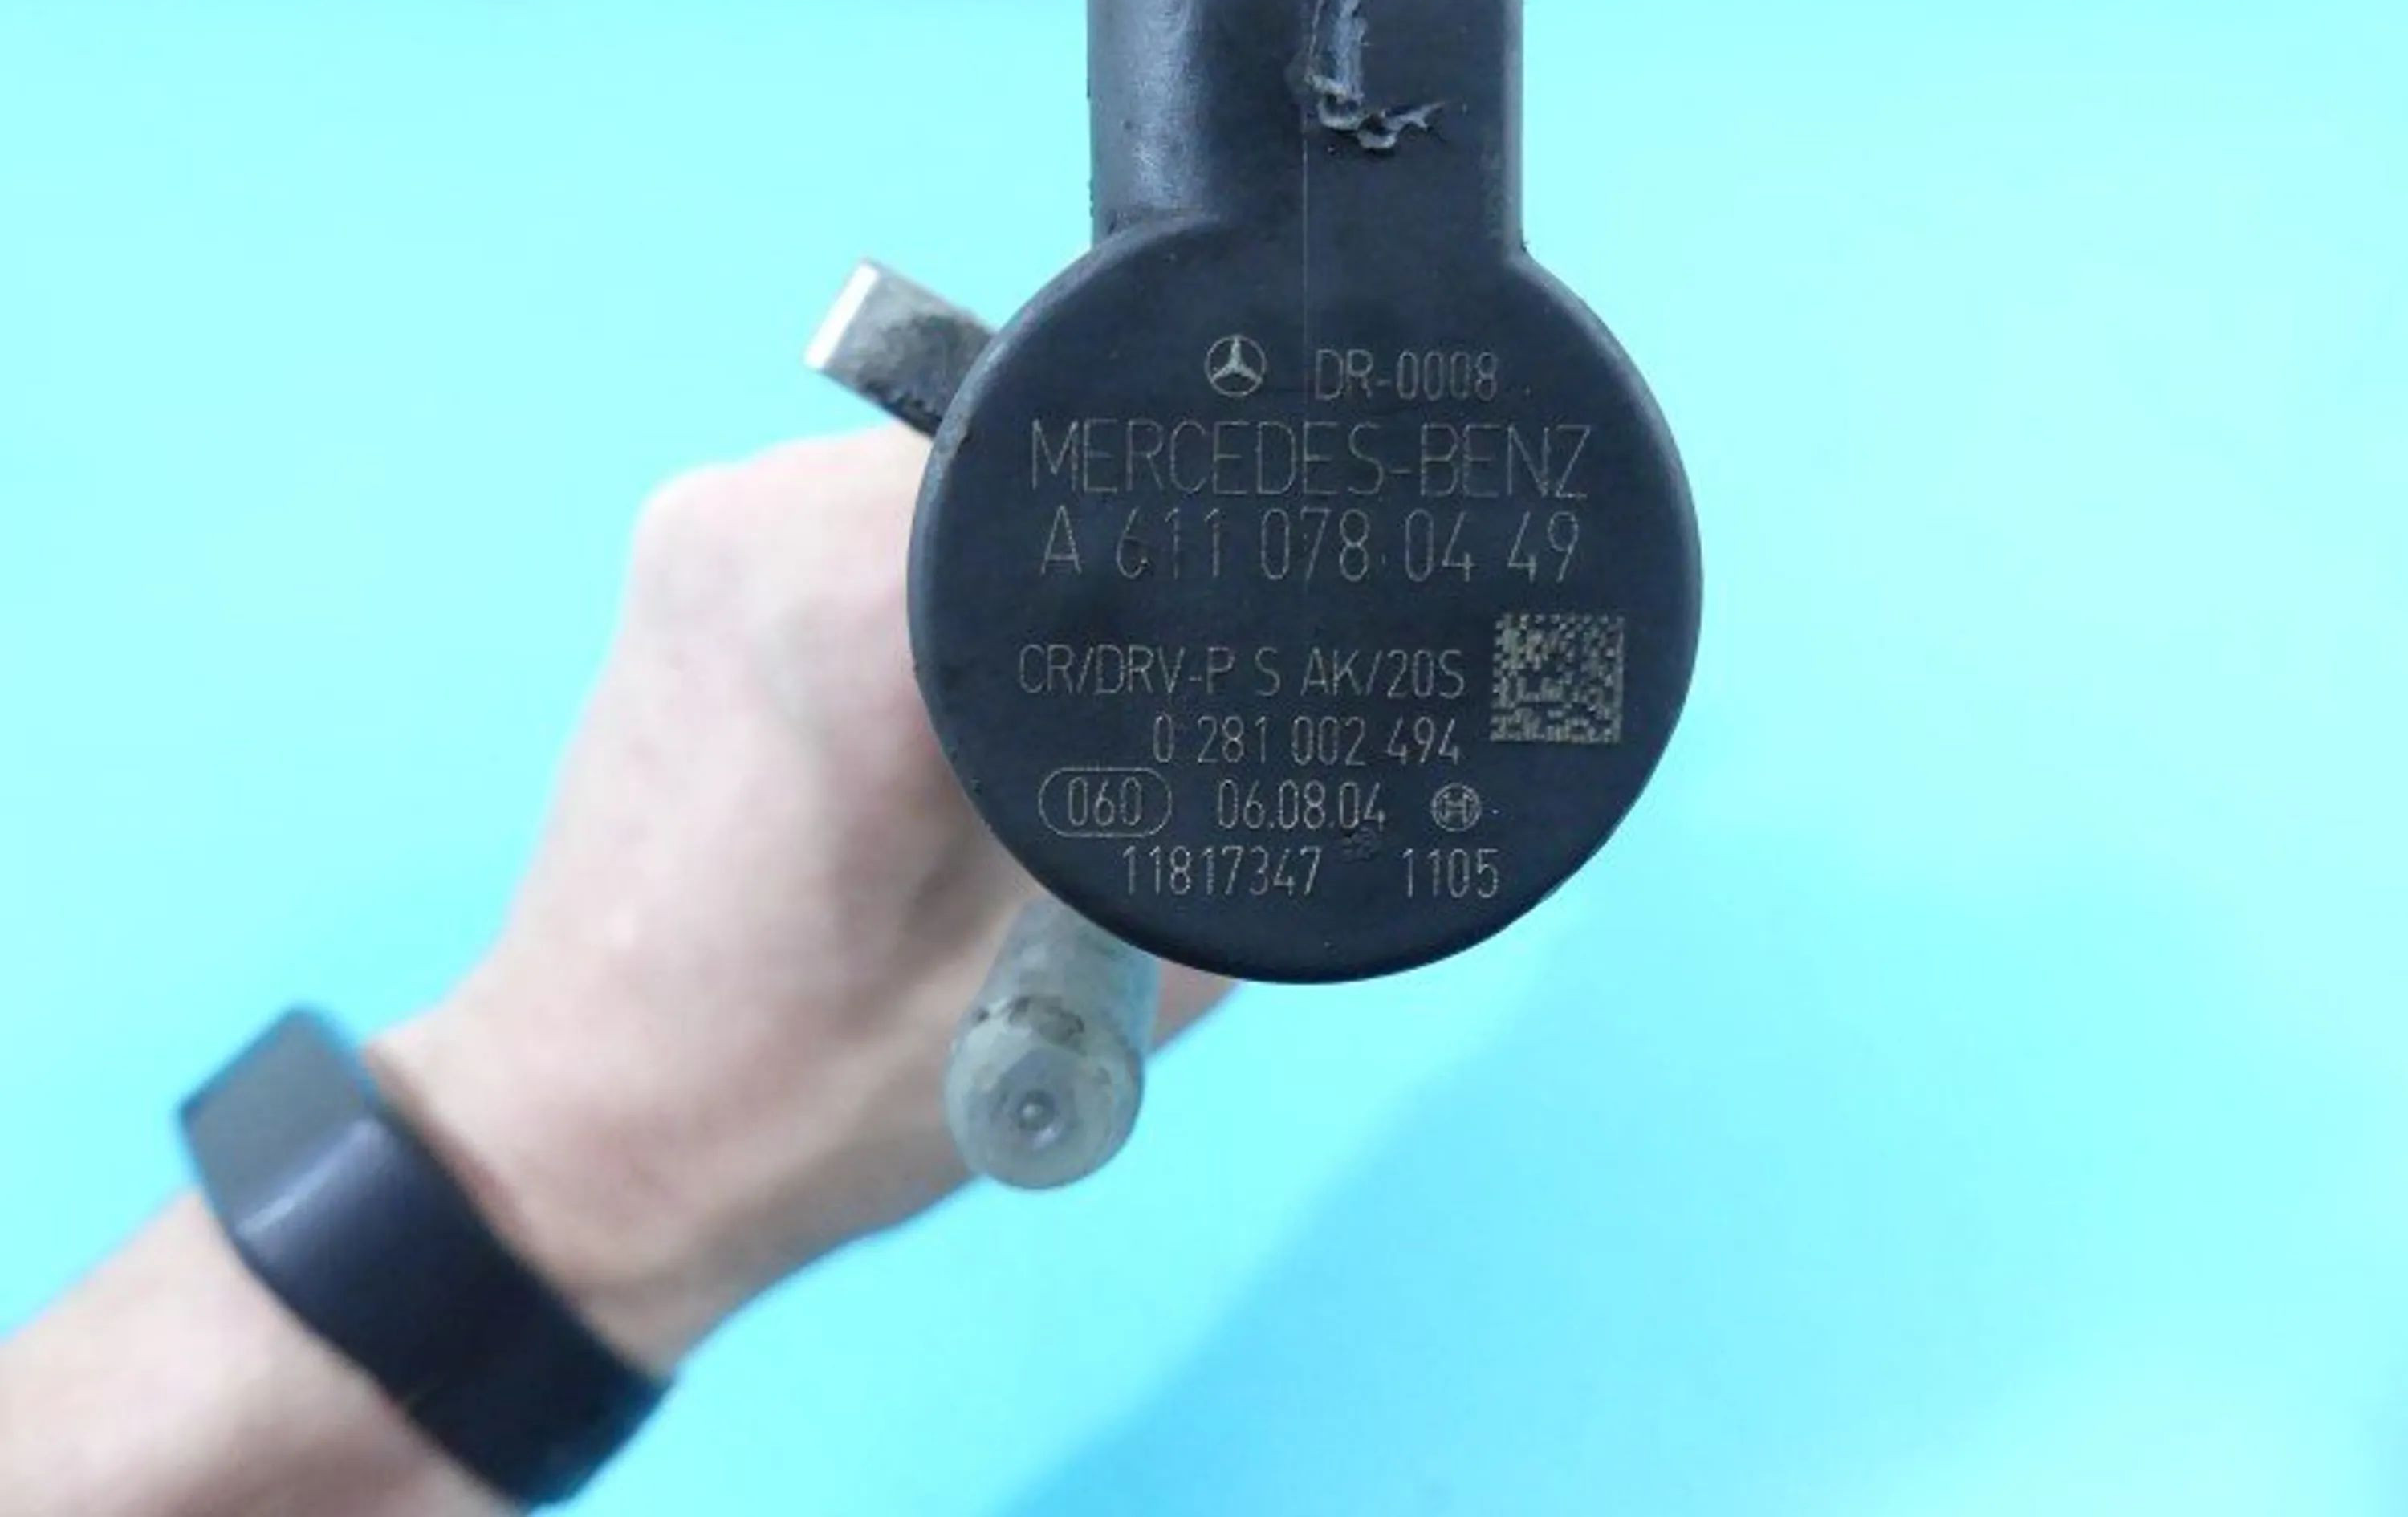 DR-0008
MERCEDES-BENZ
A 611 078 04 49
CR/DRV-P S AK/20S
0 281 002 494
060 06.08.04
11817347 1105